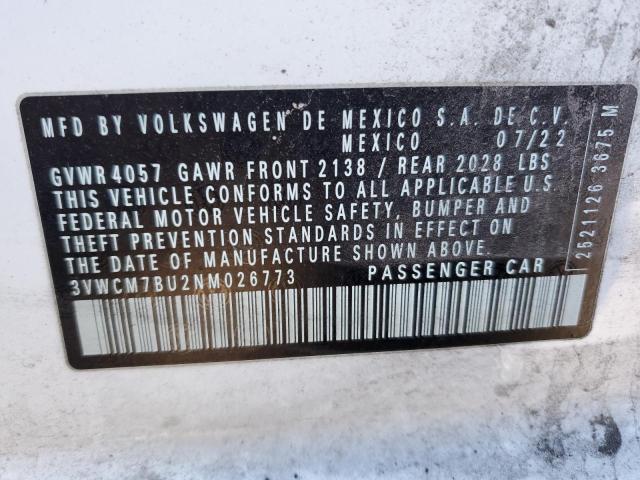 MFD BY VOLKSWAGEN DE MEXICO S.A. DE C.V.
MEXICO 07/22
GVWR 4057 GAWR FRONT 2138 / REAR 2028 LBS
THIS VEHICLE CONFORMS TO ALL APPLICABLE U.S
FEDERAL MOTOR VEHICLE SAFETY, BUMPER AND
THEFT PREVENTION STANDARDS IN EFFECT ON
THE DATE OF MANUFACTURE SHOWN ABOVE.
3VWCM7BU2NM026773 PASSENGER CAR
2521126 3675 M